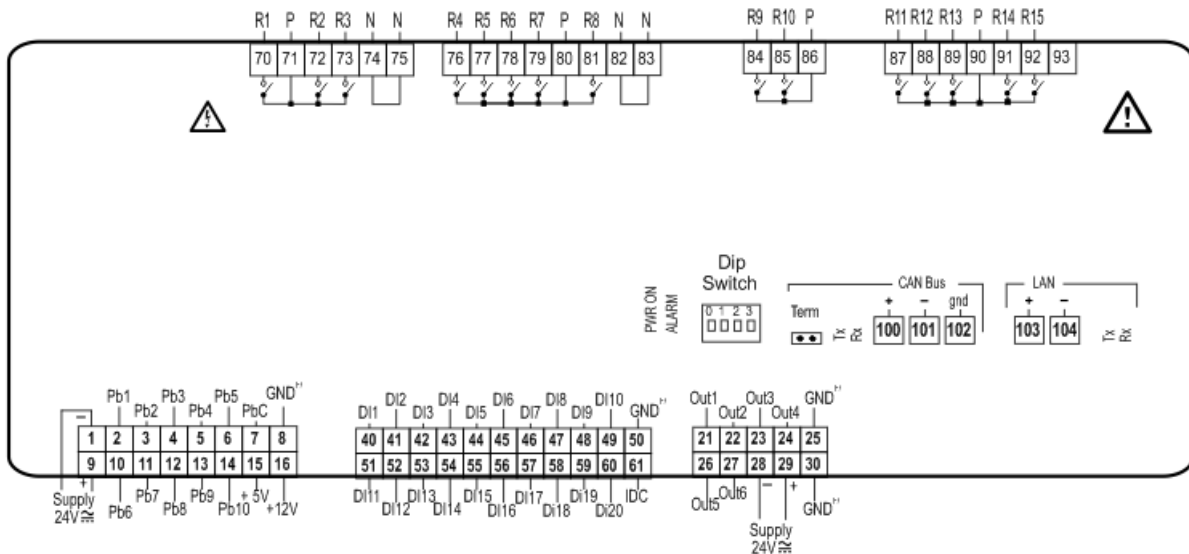 R1 P R2 R3 N N R4 R5 R6 R7 P R8 N N R9 R10 P R11 R12 R13 P R14 R15
70 71 72 73 74 75 76 77 78 79 80 81 82 83 84 85 86 87 88 89 90 91 92 93
Dip
Switch
PWR ON
ALARM
0 1 2 3
Term
Tx
Rx
CAN Bus
+ − gnd
100 101 102
LAN
+ −
103 104
Tx
Rx
− Pb1 Pb2 Pb3 Pb4 Pb5 PbC GND
1 2 3 4 5 6 7 8
9 10 11 12 13 14 15 16
+
Supply
24V
Pb6 Pb7 Pb8 Pb9 Pb10 + 5V +12V
DI1 DI2 DI3 DI4 DI5 DI6 DI7 DI8 DI9 DI10 GND
40 41 42 43 44 45 46 47 48 49 50
51 52 53 54 55 56 57 58 59 60 61
DI11 DI12 DI13 DI14 DI15 DI16 DI17 Di18 Di19 Di20 IDC
Out1 Out2 Out3 Out4 GND
21 22 23 24 25
26 27 28 29 30
Out5 Out6 − + GND
Supply
24V